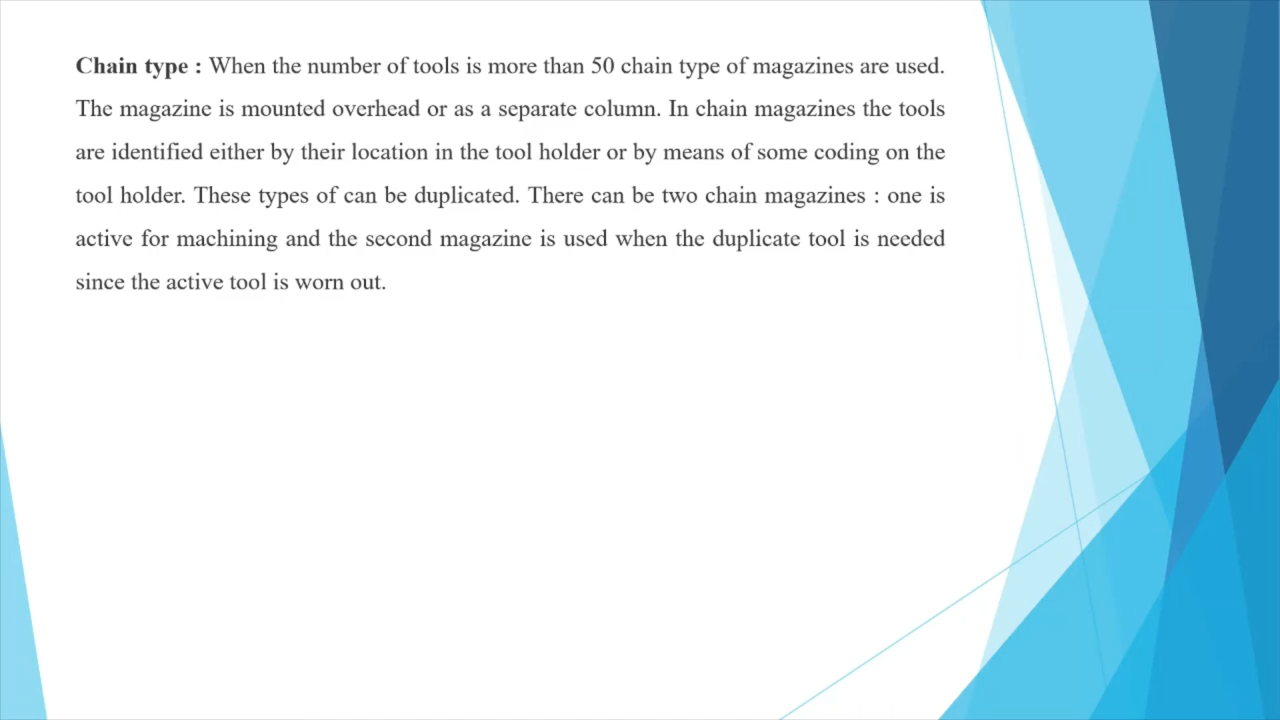 Chain type : When the number of tools is more than 50 chain type of magazines are used.
The magazine is mounted overhead or as a separate column. In chain magazines the tools
are identified either by their location in the tool holder or by means of some coding on the
tool holder. These types of can be duplicated. There can be two chain magazines : one is
active for machining and the second magazine is used when the duplicate tool is needed
since the active tool is worn out.